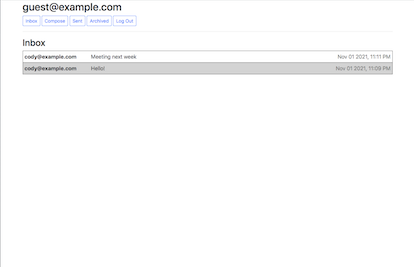 guest@example.com
Inbox Compose Sent Archived Log Out
Inbox
cody@example.com Meeting next week Nov 01 2021, 11:11 PM
cody@example.com Hello! Nov 01 2021, 11:09 PM